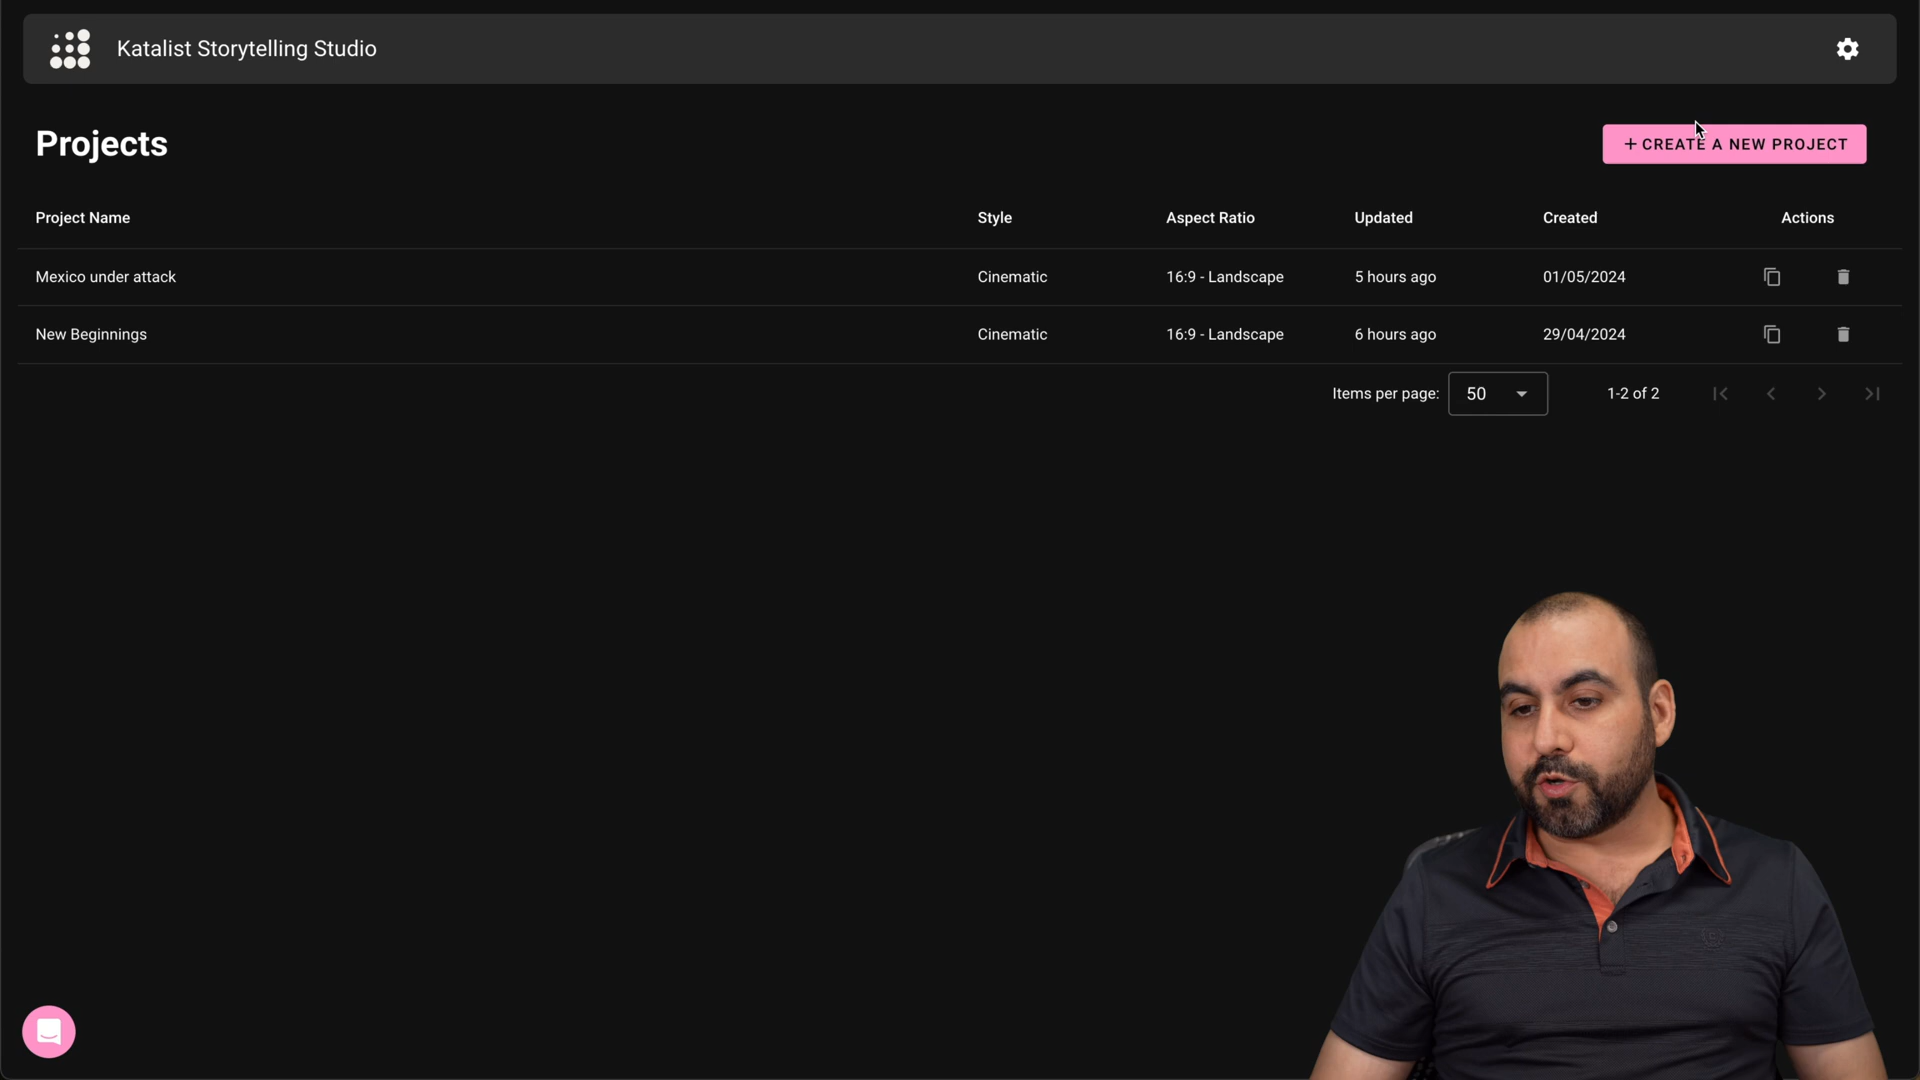 Katalist Storytelling Studio
Projects
+ CREATE A NEW PROJECT
Project Name Style Aspect Ratio Updated Created Actions
Mexico under attack Cinematic 16:9 - Landscape 5 hours ago 01/05/2024
New Beginnings Cinematic 16:9 - Landscape 6 hours ago 29/04/2024
Items per page: 50 1-2 of 2